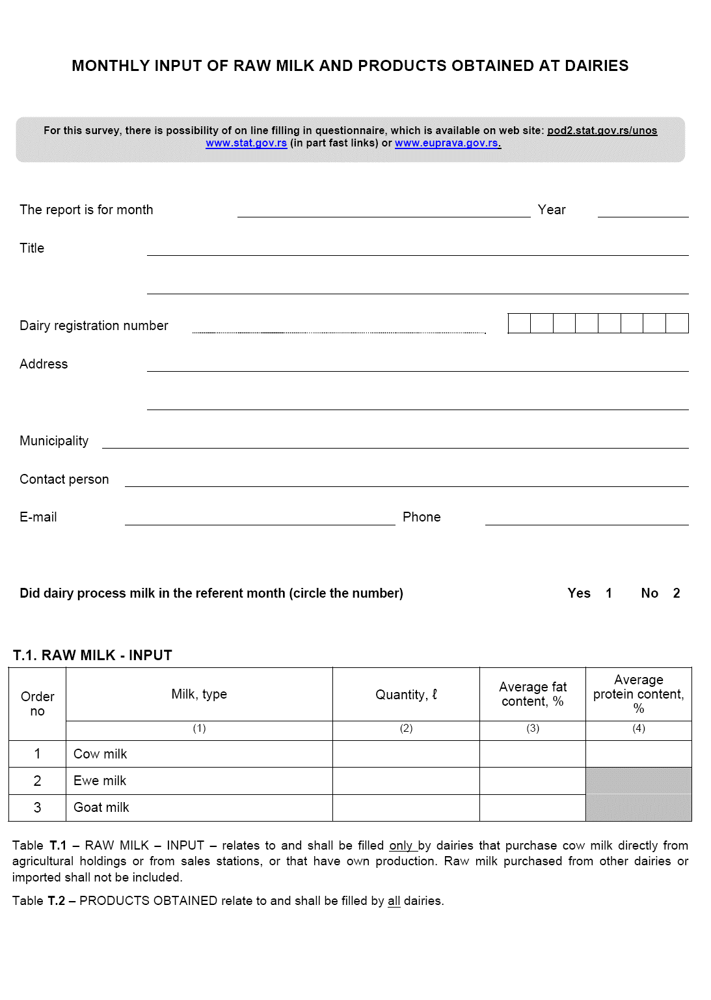 MONTHLY INPUT OF RAW MILK AND PRODUCTS OBTAINED AT DAIRIES
For this survey, there is possibility of on line filling in questionnaire, which is available on web site: pod2.stat.gov.rs/unos
www.stat.gov.rs (in part fast links) or www.euprava.gov.rs.
The report is for month Year
Title
Dairy registration number
Address
Municipality
Contact person
E-mail Phone
Did dairy process milk in the referent month (circle the number) Yes 1 No 2
T.1. RAW MILK - INPUT
Order no Milk, type Quantity, ℓ Average fat content, % Average protein content, %
(1) (2) (3) (4)
1 Cow milk
2 Ewe milk
3 Goat milk
Table T.1 – RAW MILK – INPUT – relates to and shall be filled only by dairies that purchase cow milk directly from
agricultural holdings or from sales stations, or that have own production. Raw milk purchased from other dairies or
imported shall not be included.
Table T.2 – PRODUCTS OBTAINED relate to and shall be filled by all dairies.